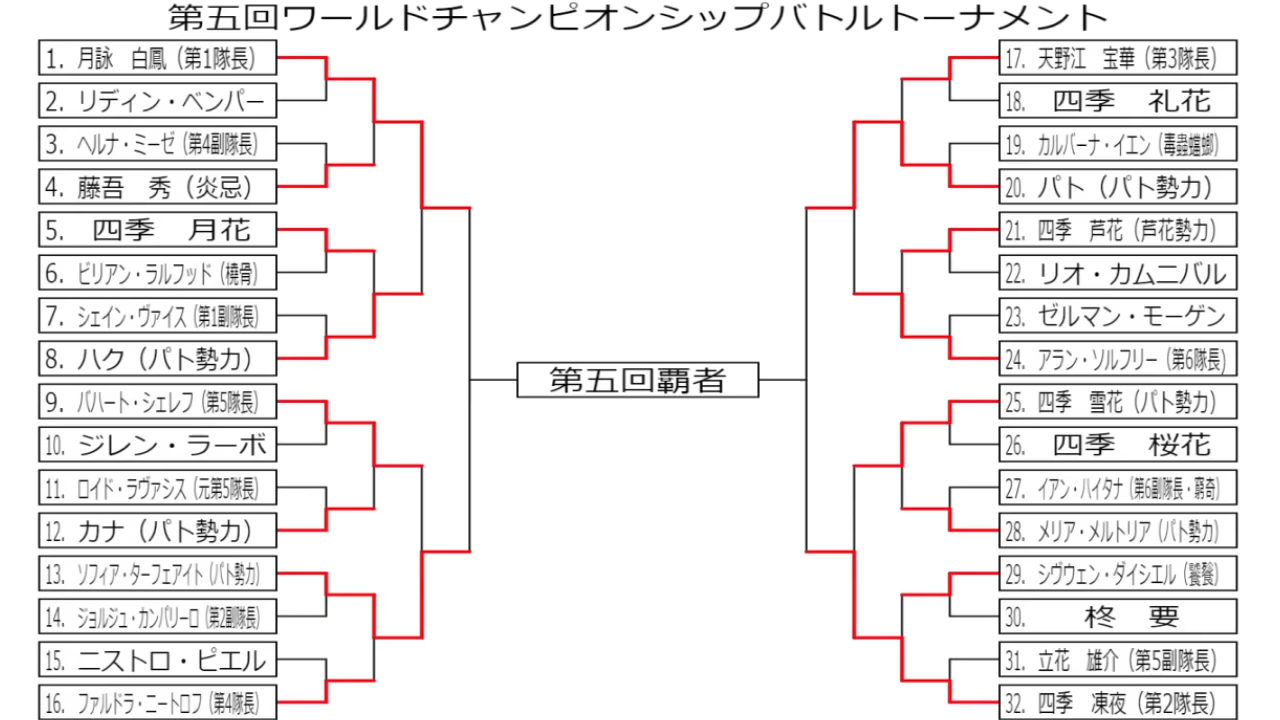 第五回ワールドチャンピオンシップバトルトーナメント
1. 月詠　白鳳（第1隊長）
2. リディン・ベンパー
3. ヘルナ・ミーゼ（第4副隊長）
4. 藤吾　秀（炎忌）
5. 四季　月花
6. ビリアン・ラルフッド（檮骨）
7. シェイン・ヴァイス（第1副隊長）
8. ハク（パト勢力）
9. バハート・シェレフ（第5隊長）
10. ジレン・ラーボ
11. ロイド・ラヴァシス（元第5隊長）
12. カナ（パト勢力）
13. ソフィア・ターフェアイト（パト勢力）
14. ジョルジュ・カンパリーロ（第2副隊長）
15. ニストロ・ピエル
16. ファルドラ・ニートロフ（第4隊長）
第五回覇者
17. 天野江　宝華（第3隊長）
18. 四季　礼花
19. カルバーナ・イエン（毒蟲蟷螂）
20. パト（パト勢力）
21. 四季　芦花（芦花勢力）
22. リオ・カムニバル
23. ゼルマン・モーゲン
24. アラン・ソルフリー（第6隊長）
25. 四季　雪花（パト勢力）
26. 四季　桜花
27. イアン・ハイタナ（第6副隊長・窮奇）
28. メリア・メルトリア（パト勢力）
29. シヴウェン・ダイシエル（饕餮）
30. 柊　要
31. 立花　雄介（第5副隊長）
32. 四季　凍夜（第2隊長）